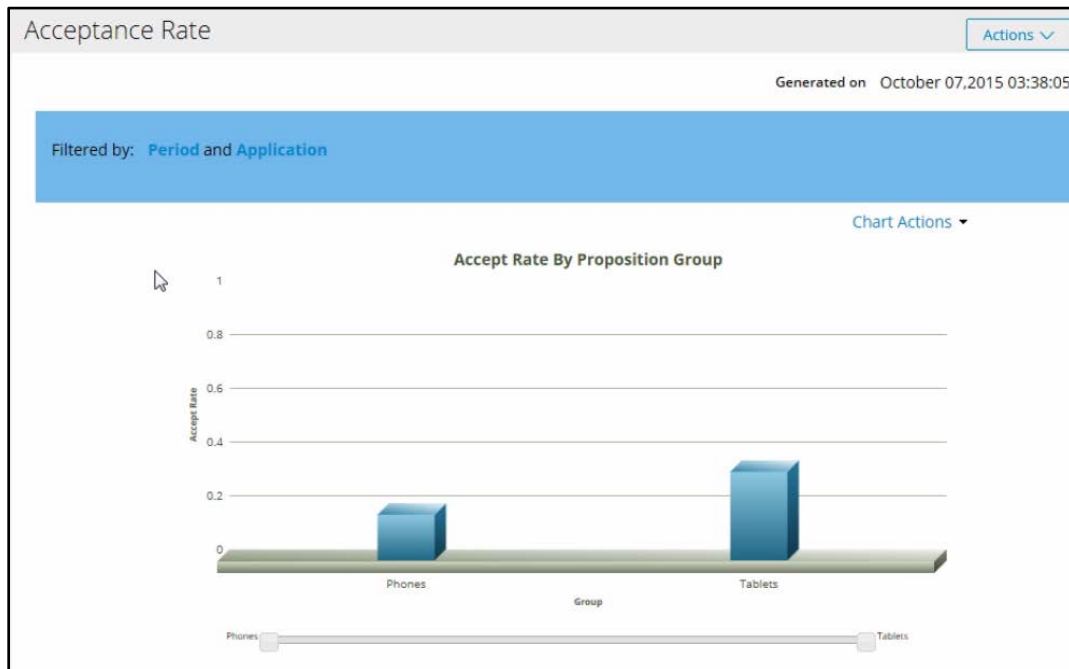 Acceptance Rate
Actions
Generated on October 07,2015 03:38:05
Filtered by: Period and Application
Chart Actions
Accept Rate By Proposition Group
1
0.8
0.6
0.4
0.2
0
Accept Rate
Phones Tablets
Group
Phones Tablets